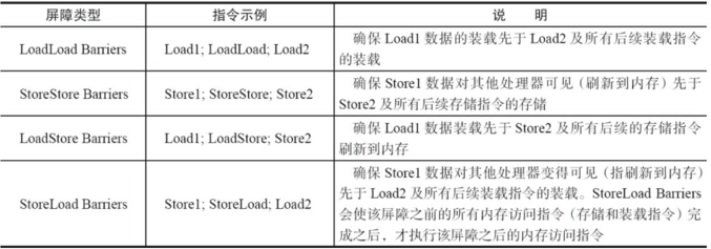 屏障类型 指令示例 说 明
LoadLoad Barriers Load1; LoadLoad; Load2 确保 Load1 数据的装载先于 Load2 及所有后续装载指令
的装载
StoreStore Barriers Store1; StoreStore; Store2 确保 Store1 数据对其他处理器可见（刷新到内存）先于
Store2 及所有后续存储指令的存储
LoadStore Barriers Load1; LoadStore; Store2 确保 Load1 数据装载先于 Store2 及所有后续的存储指令
刷新到内存
StoreLoad Barriers Store1; StoreLoad; Load2 确保 Store1 数据对其他处理器变得可见（指刷新到内存）
先于 Load2 及所有后续装载指令的装载。StoreLoad Barriers
会使该屏障之前的所有内存访问指令（存储和装载指令）完
成之后，才执行该屏障之后的内存访问指令